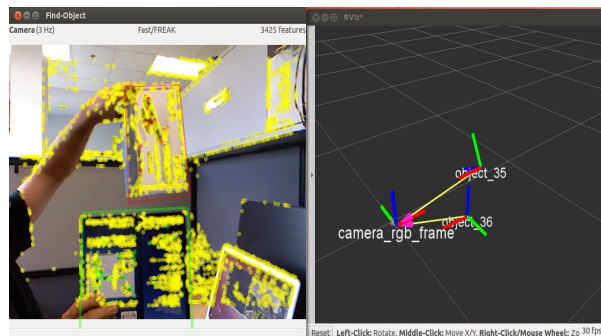 Find-Object
Camera (3 Hz) Fast/FREAK 3425 features
RViz*
object_35
object_36
camera_rgb_frame
Reset Left-Click: Rotate. Middle-Click: Move X/Y. Right-Click/Mouse Wheel: Zo 30 fps